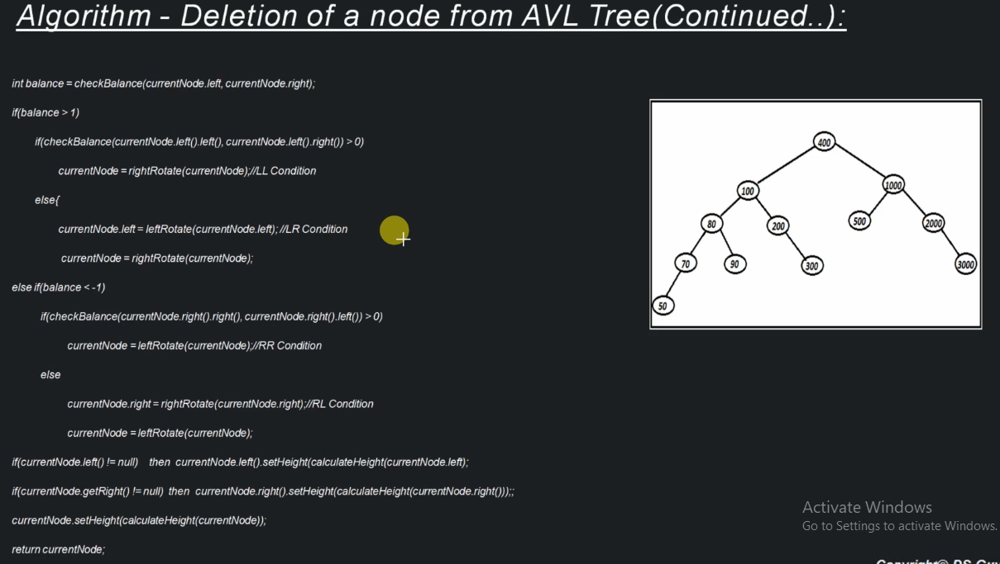 Algorithm - Deletion of a node from AVL Tree(Continued..):
int balance = checkBalance(currentNode.left, currentNode.right);
if(balance > 1)
if(checkBalance(currentNode.left().left(), currentNode.left().right()) > 0)
currentNode = rightRotate(currentNode);//LL Condition
else{
currentNode.left = leftRotate(currentNode.left); //LR Condition
currentNode = rightRotate(currentNode);
else if(balance < -1)
if(checkBalance(currentNode.right().right(), currentNode.right().left()) > 0)
currentNode = leftRotate(currentNode);//RR Condition
else
currentNode.right = rightRotate(currentNode.right);//RL Condition
currentNode = leftRotate(currentNode);
if(currentNode.left() != null) then currentNode.left().setHeight(calculateHeight(currentNode.left);
if(currentNode.getRight() != null) then currentNode.right().setHeight(calculateHeight(currentNode.right()));;
currentNode.setHeight(calculateHeight(currentNode));
return currentNode;
400
100 1000
80 200 500 2000
70 90 300 3000
50
Activate Windows
Go to Settings to activate Windows.